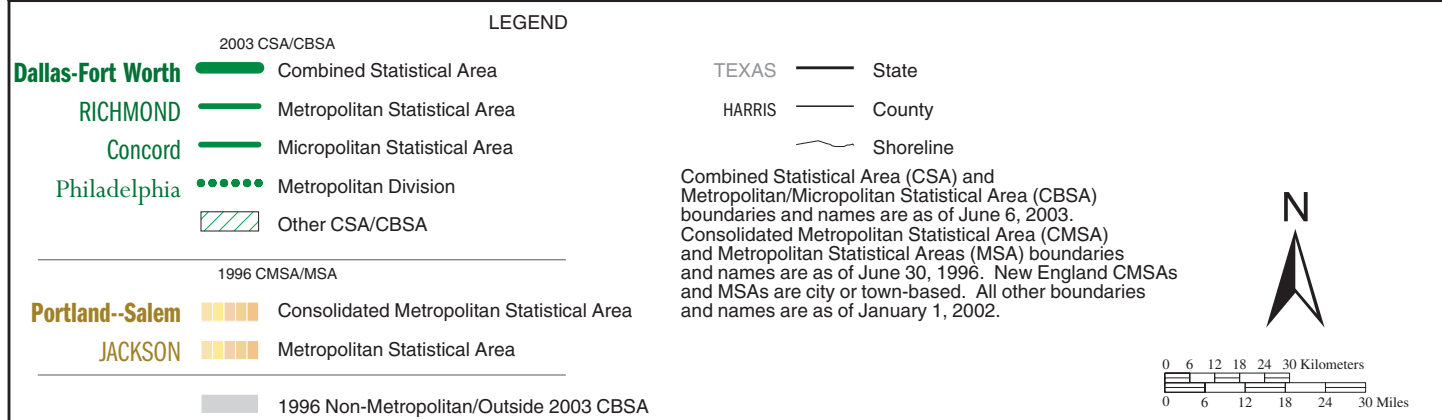 LEGEND
2003 CSA/CBSA
Dallas-Fort Worth Combined Statistical Area
RICHMOND Metropolitan Statistical Area
Concord Micropolitan Statistical Area
Philadelphia Metropolitan Division
Other CSA/CBSA
1996 CMSA/MSA
Portland--Salem Consolidated Metropolitan Statistical Area
JACKSON Metropolitan Statistical Area
1996 Non-Metropolitan/Outside 2003 CBSA
TEXAS State
HARRIS County
Shoreline
Combined Statistical Area (CSA) and
Metropolitan/Micropolitan Statistical Area (CBSA)
boundaries and names are as of June 6, 2003.
Consolidated Metropolitan Statistical Area (CMSA)
and Metropolitan Statistical Areas (MSA) boundaries
and names are as of June 30, 1996. New England CMSAs
and MSAs are city or town-based. All other boundaries
and names are as of January 1, 2002.
N
0 6 12 18 24 30 Kilometers
0 6 12 18 24 30 Miles